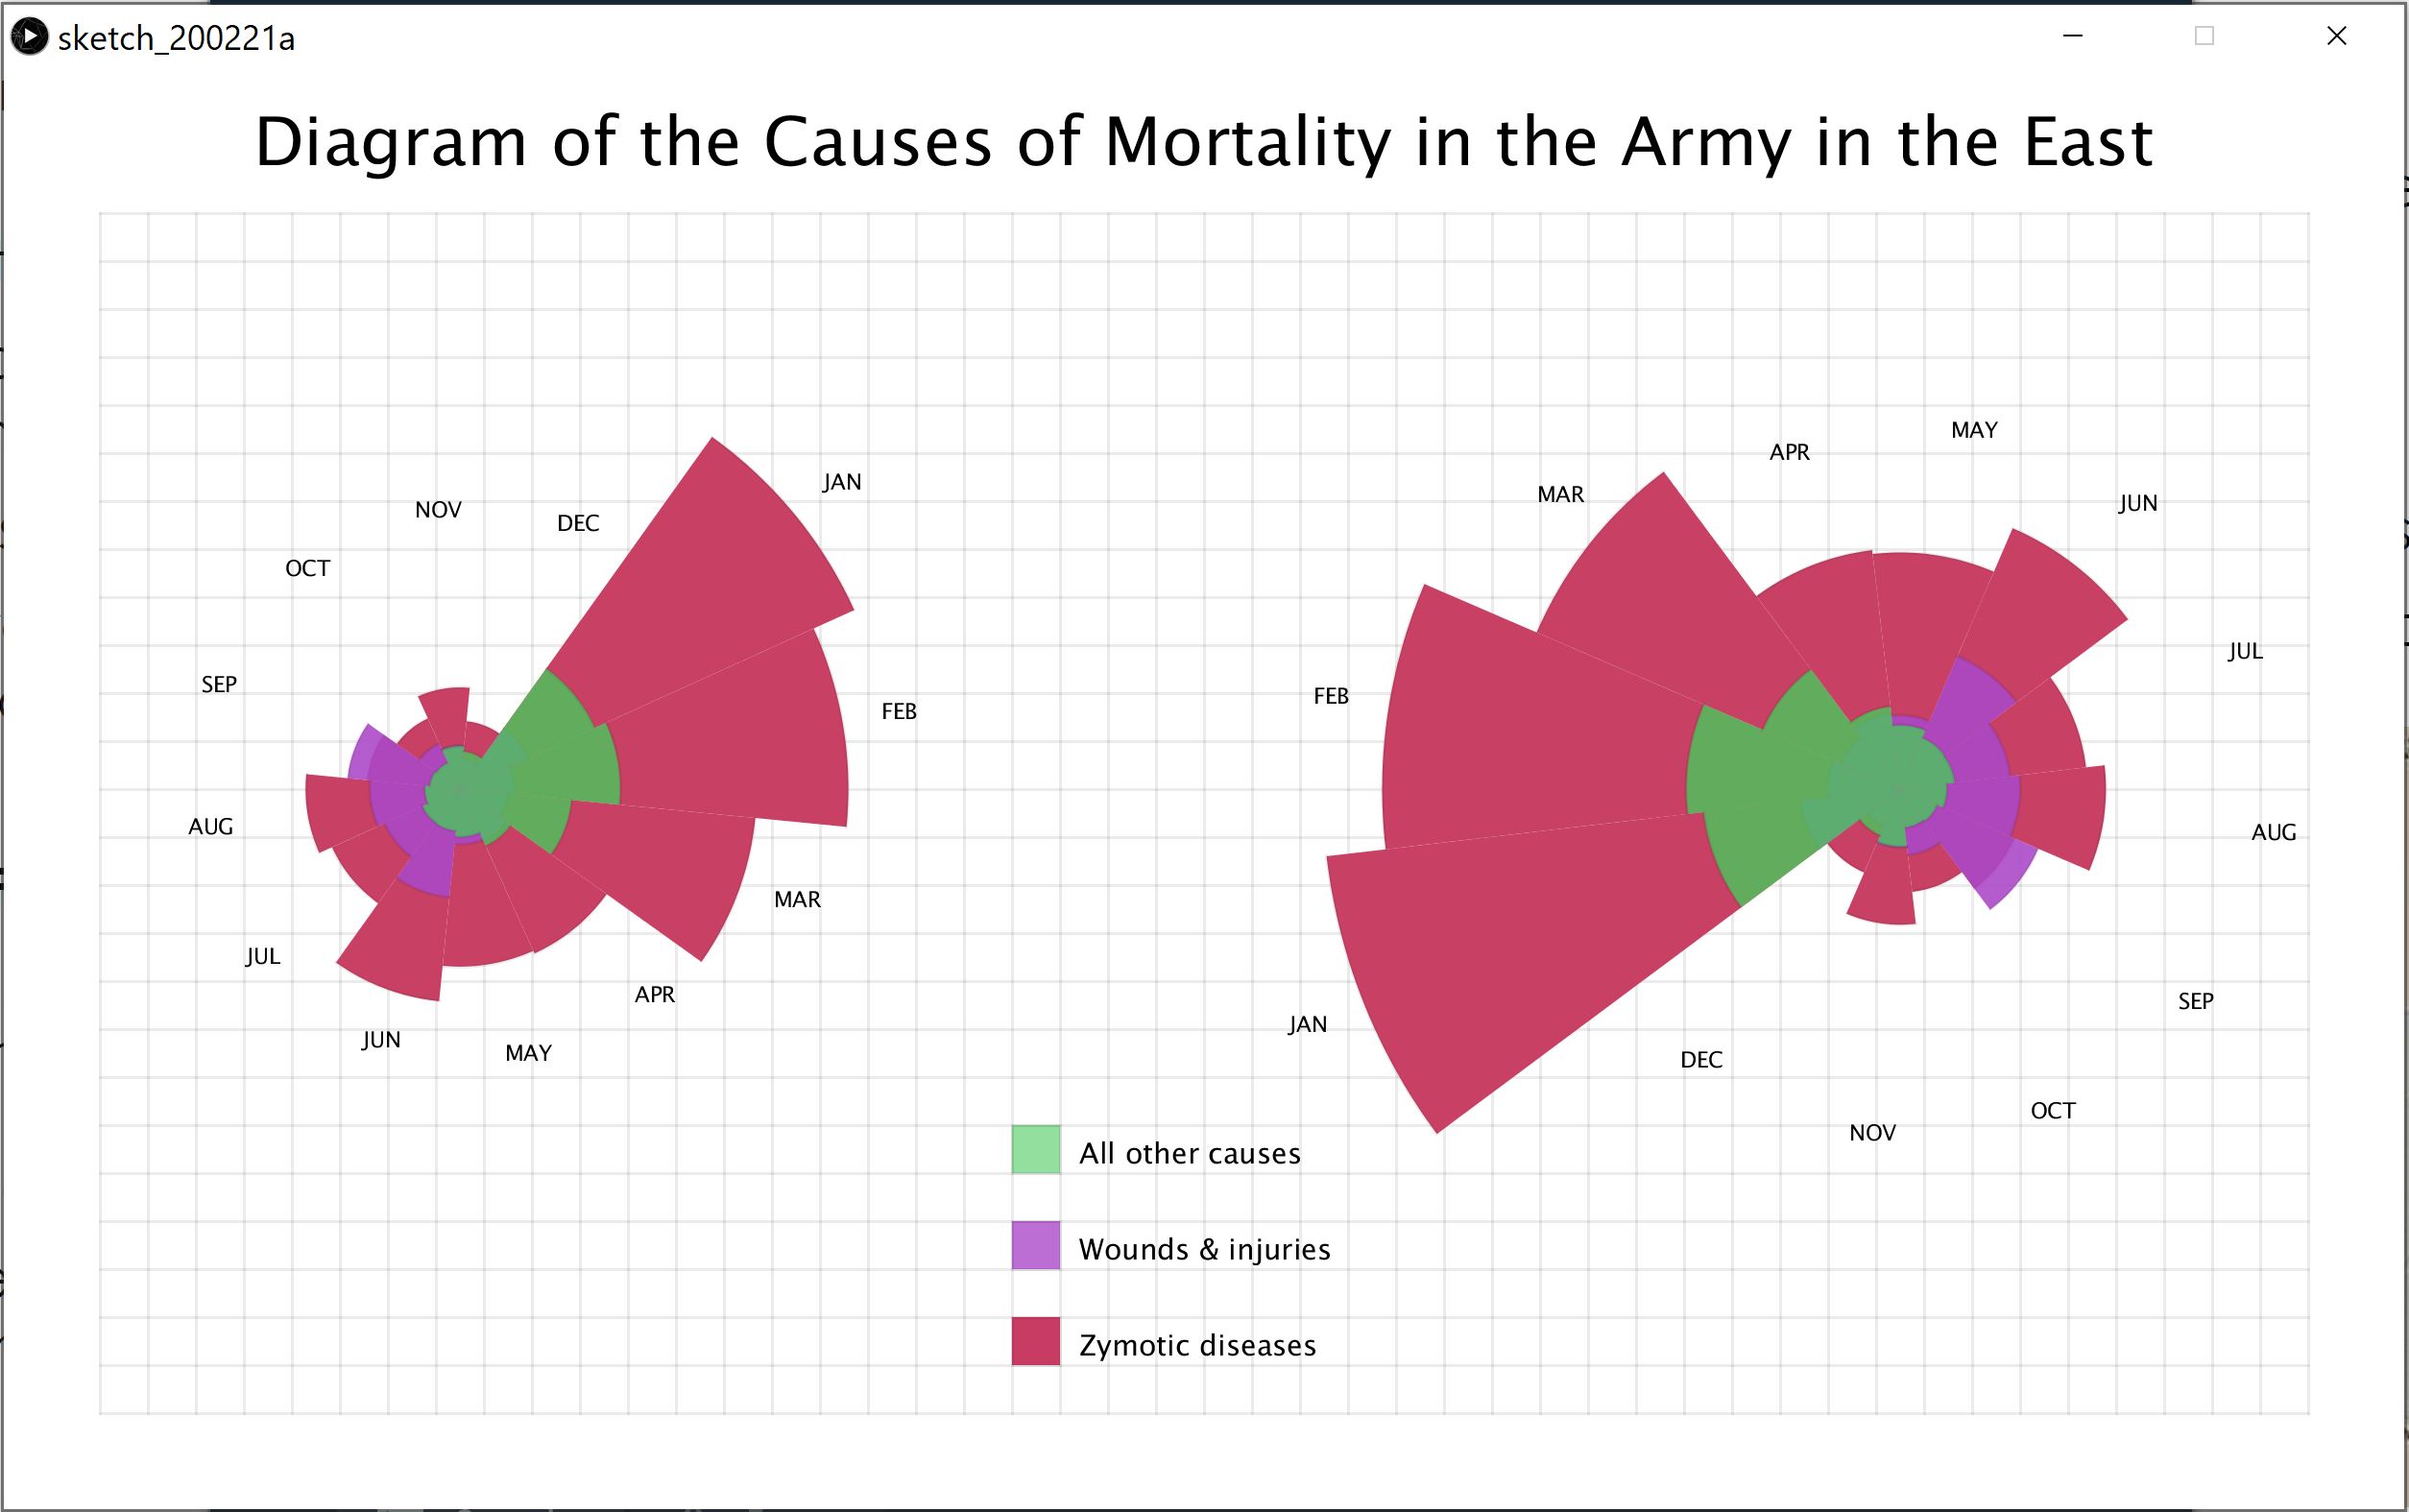 sketch_200221a
Diagram of the Causes of Mortality in the Army in the East
JAN
NOV
DEC
OCT
SEP
FEB
AUG
MAR
JUL
APR
JUN
MAY
MAY
APR
MAR
JUN
JUL
FEB
AUG
SEP
JAN
DEC
OCT
NOV
All other causes
Wounds & injuries
Zymotic diseases